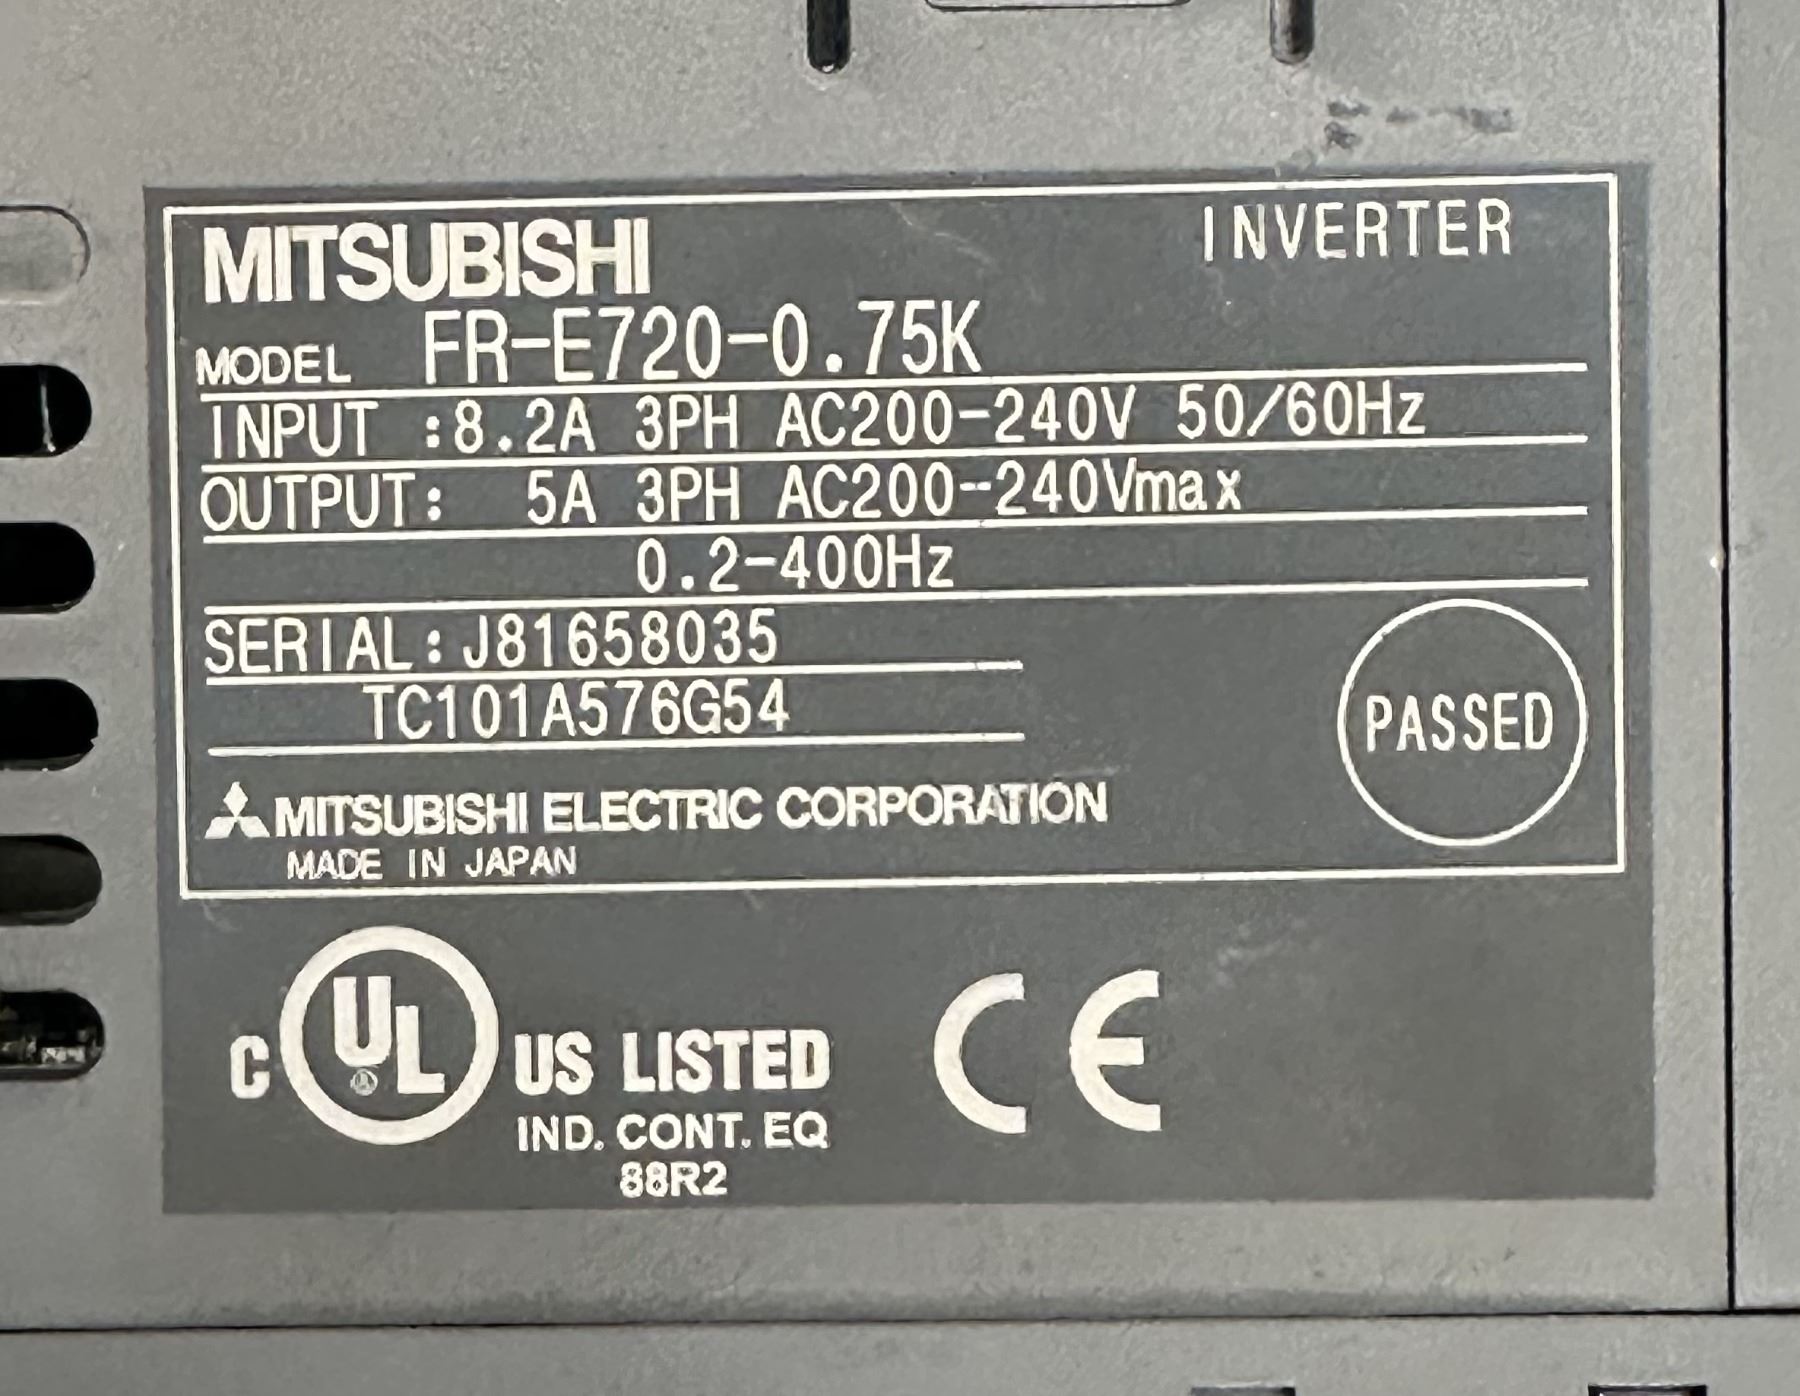 MITSUBISHI INVERTER
MODEL FR-E720-0.75K
INPUT :8.2A 3PH AC200-240V 50/60Hz
OUTPUT: 5A 3PH AC200-240Vmax
0.2-400Hz
SERIAL:J81658035
TC101A576G54
PASSED
MITSUBISHI ELECTRIC CORPORATION
MADE IN JAPAN
C UL US LISTED CE
IND. CONT. EQ
88R2